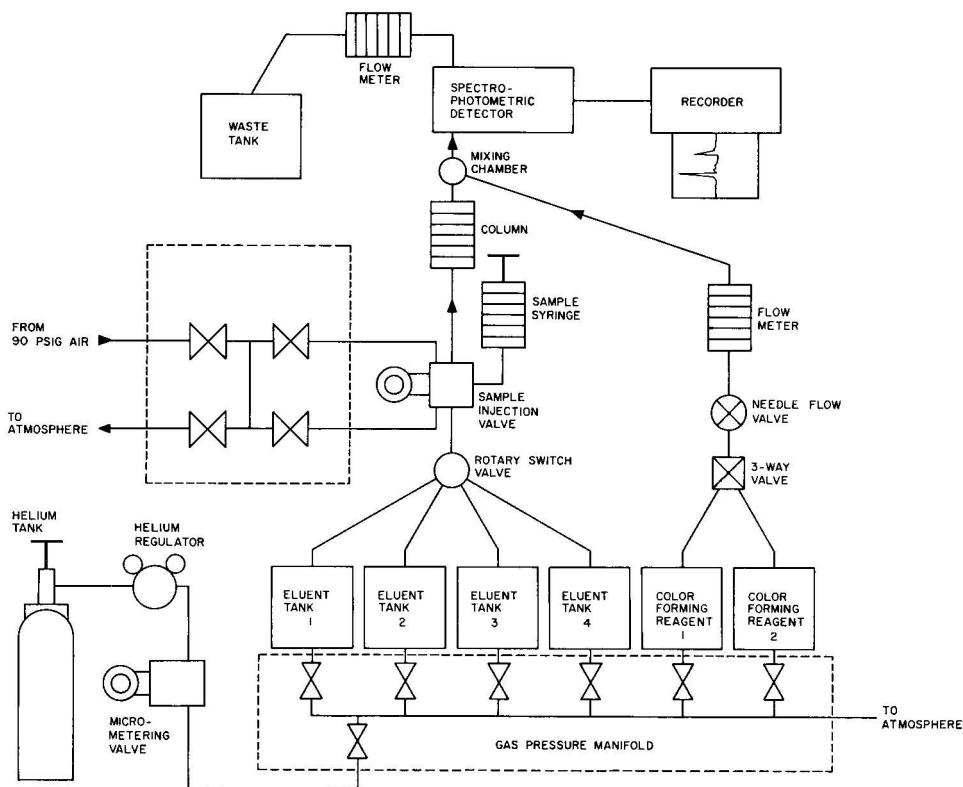 FLOW
METER
WASTE
TANK
SPECTRO-
PHOTOMETRIC
DETECTOR
RECORDER
MIXING
CHAMBER
COLUMN
SAMPLE
SYRINGE
FLOW
METER
FROM
90 PSIG AIR
TO
ATMOSPHERE
SAMPLE
INJECTION
VALVE
NEEDLE FLOW
VALVE
ROTARY SWITCH
VALVE
3-WAY
VALVE
HELIUM
TANK
HELIUM
REGULATOR
ELUENT
TANK
1
ELUENT
TANK
2
ELUENT
TANK
3
ELUENT
TANK
4
COLOR
FORMING
REAGENT
1
COLOR
FORMING
REAGENT
2
MICRO-
METERING
VALVE
GAS PRESSURE MANIFOLD
TO
ATMOSPHERE